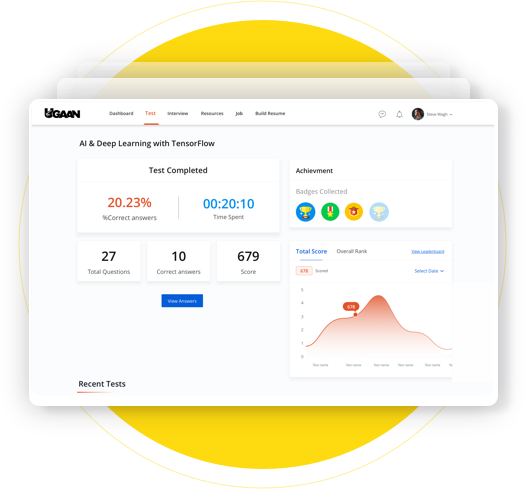 UGAAN
Dashboard Test Interview Resources Job Build Resume Steve Wagh
AI & Deep Learning with TensorFlow
Test Completed
20.23%
%Correct answers
00:20:10
Time Spent
27
Total Questions
10
Correct answers
679
Score
View Answers
Recent Tests
Achievment
Badges Collected
Total Score Overall Rank View Leaderboard
678 Scored Select Date
678
5
4
3
2
1
0
Test name Test name Test name Test name Test name